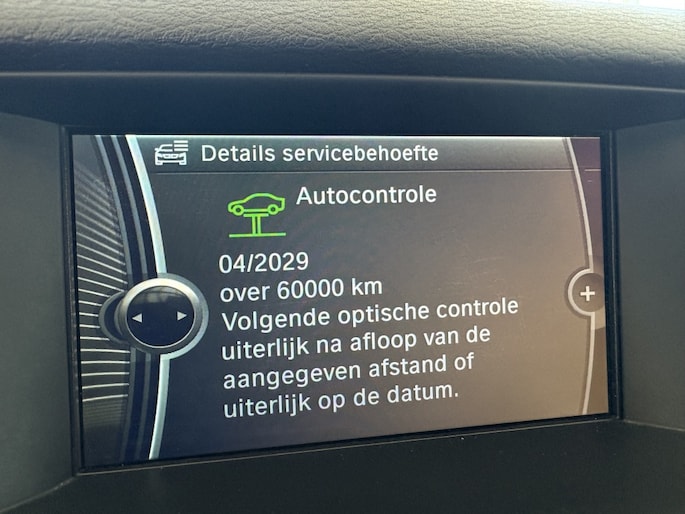 Details servicebehoefte
Autocontrole
04/2029
over 60000 km
Volgende optische controle
uiterlijk na afloop van de
aangegeven afstand of
uiterlijk op de datum.